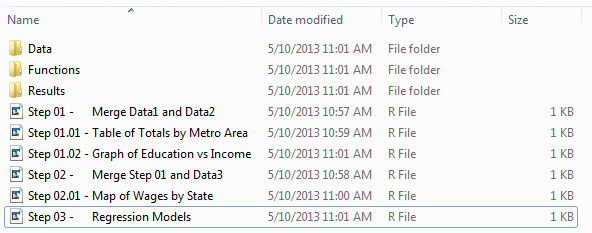 Name Date modified Type Size
Data 5/10/2013 11:01 AM File folder
Functions 5/10/2013 11:01 AM File folder
Results 5/10/2013 11:01 AM File folder
Step 01 - Merge Data1 and Data2 5/10/2013 10:57 AM R File 1 KB
Step 01.01 - Table of Totals by Metro Area 5/10/2013 10:59 AM R File 1 KB
Step 01.02 - Graph of Education vs Income 5/10/2013 11:01 AM R File 1 KB
Step 02 - Merge Step 01 and Data3 5/10/2013 10:58 AM R File 1 KB
Step 02.01 - Map of Wages by State 5/10/2013 11:00 AM R File 1 KB
Step 03 - Regression Models 5/10/2013 11:01 AM R File 1 KB